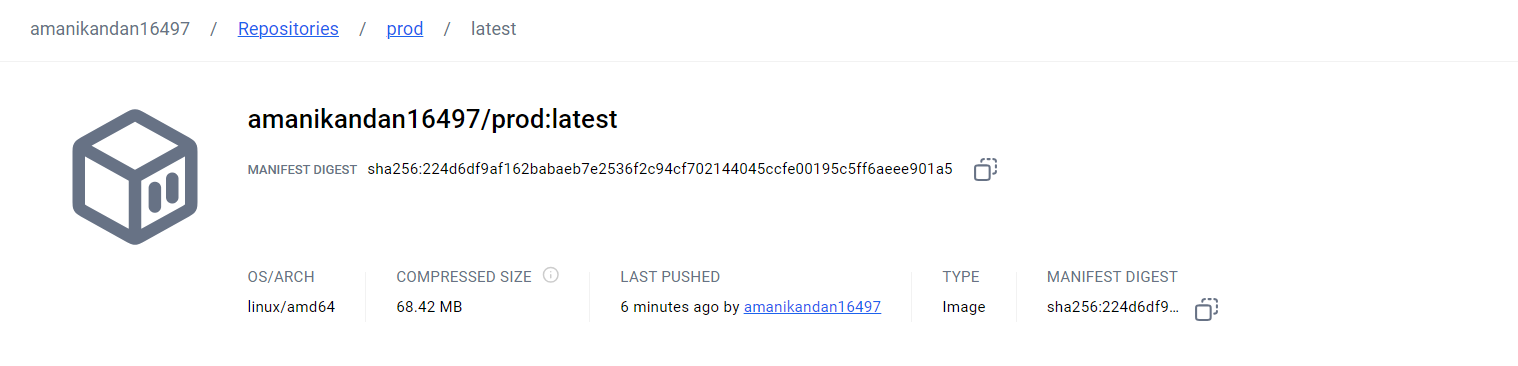 amanikandan16497 / Repositories / prod / latest
amanikandan16497/prod:latest
MANIFEST DIGEST sha256:224d6df9af162babaeb7e2536f2c94cf702144045ccfe00195c5ff6aeee901a5
OS/ARCH COMPRESSED SIZE LAST PUSHED TYPE MANIFEST DIGEST
linux/amd64 68.42 MB 6 minutes ago by amanikandan16497 Image sha256:224d6df9...